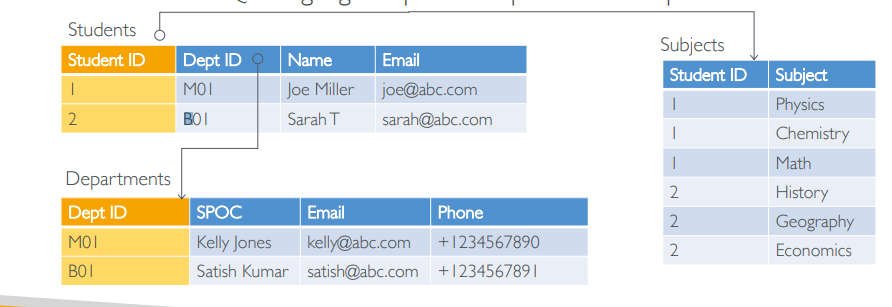 Students
Student ID Dept ID Name Email
1 M01 Joe Miller joe@abc.com
2 B01 Sarah T sarah@abc.com
Subjects
Student ID Subject
1 Physics
1 Chemistry
1 Math
2 History
2 Geography
2 Economics
Departments
Dept ID SPOC Email Phone
M01 Kelly Jones kelly@abc.com +1234567890
B01 Satish Kumar satish@abc.com +1234567891